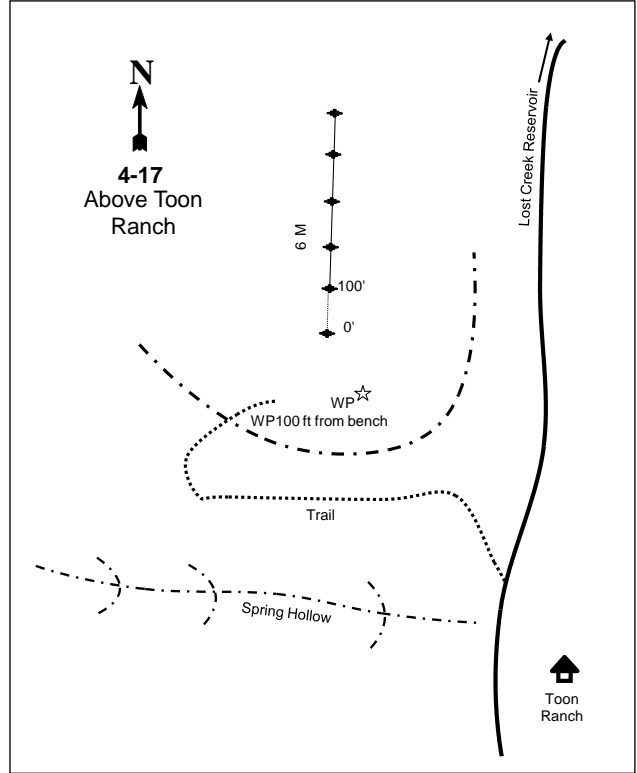 N
4-17
Above Toon
Ranch
Lost Creek Reservoir
6 M
100'
0'
WP
WP100 ft from bench
Trail
Spring Hollow
Toon
Ranch